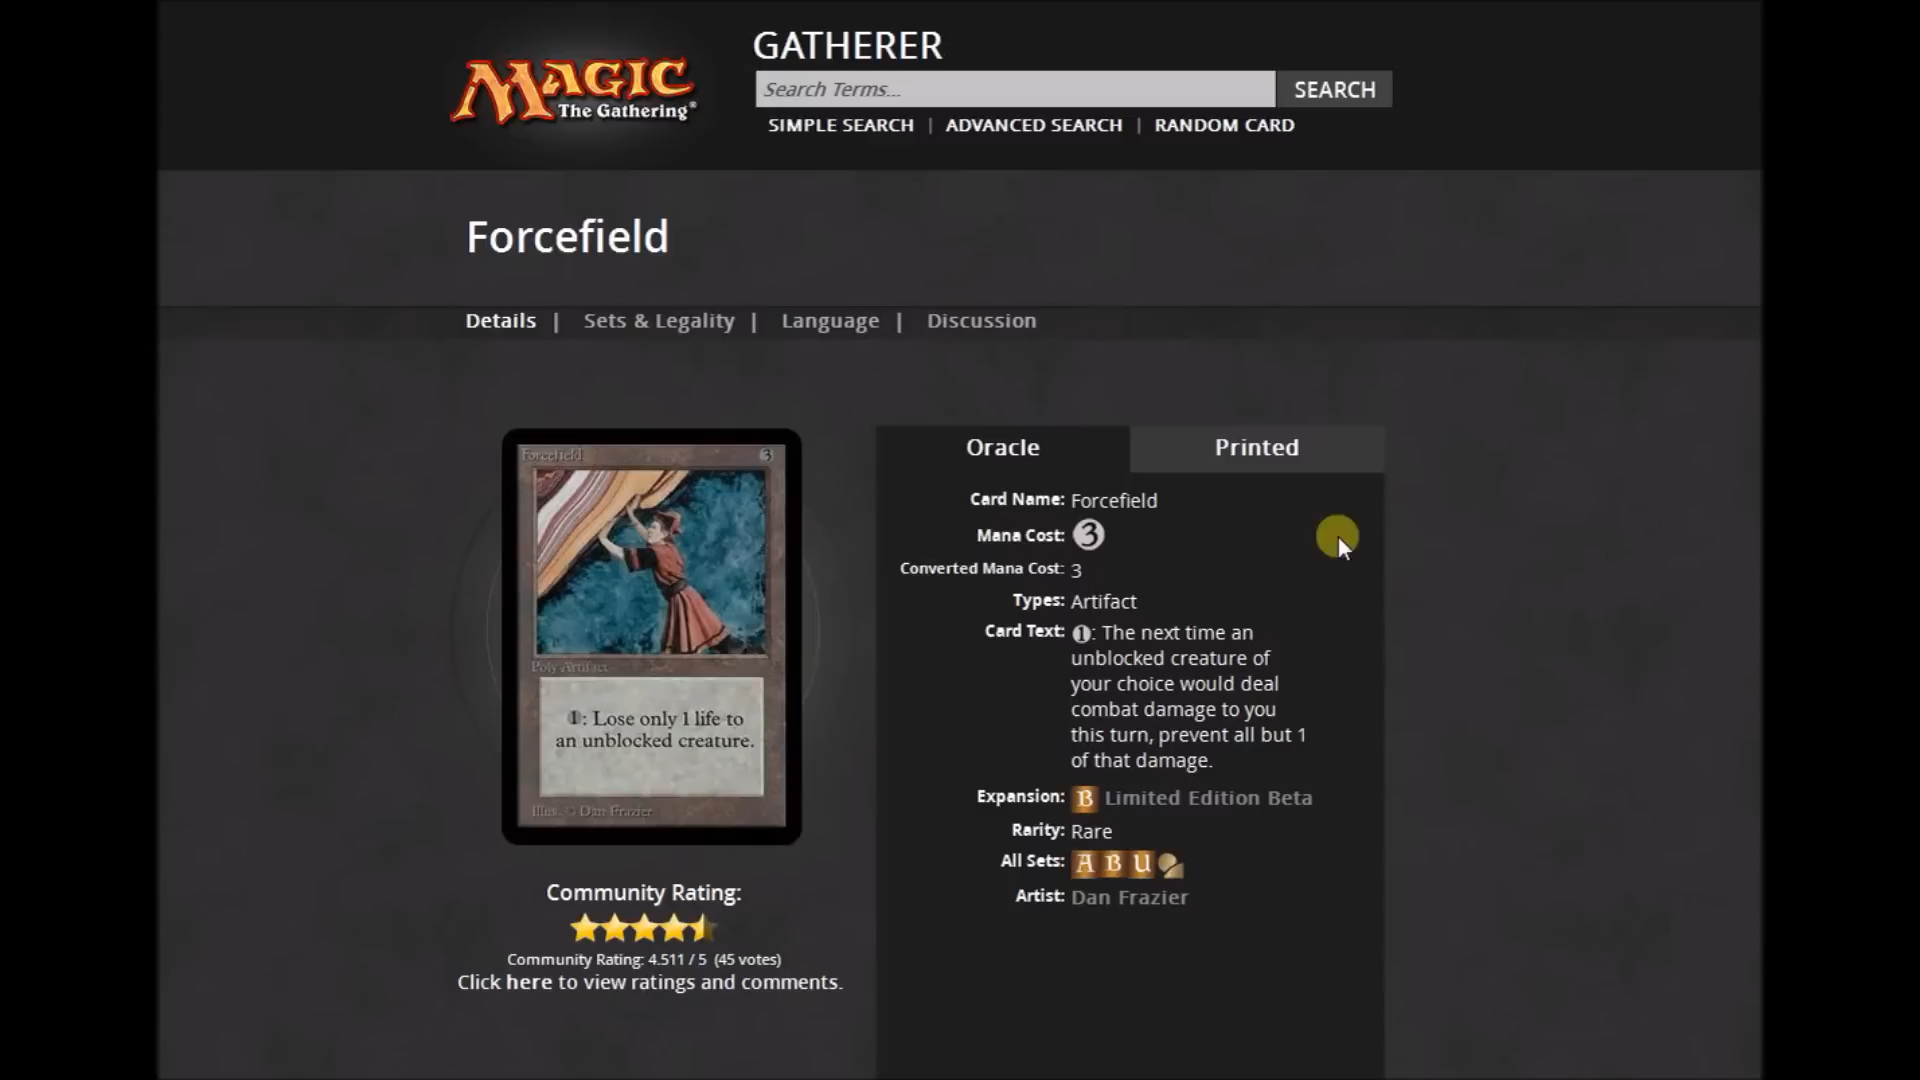 MAGIC
The Gathering®
GATHERER
Search Terms...
SEARCH
SIMPLE SEARCH | ADVANCED SEARCH | RANDOM CARD
Forcefield
Details | Sets & Legality | Language | Discussion
Forcefield 3
Poly Artifact
1: Lose only 1 life to
an unblocked creature.
Illus. © Dan Frazier
Community Rating:
Community Rating: 4.511 / 5 (45 votes)
Click here to view ratings and comments.
Oracle Printed
Card Name: Forcefield
Mana Cost: 3
Converted Mana Cost: 3
Types: Artifact
Card Text: 1: The next time an
unblocked creature of
your choice would deal
combat damage to you
this turn, prevent all but 1
of that damage.
Expansion: B Limited Edition Beta
Rarity: Rare
All Sets: A B U
Artist: Dan Frazier